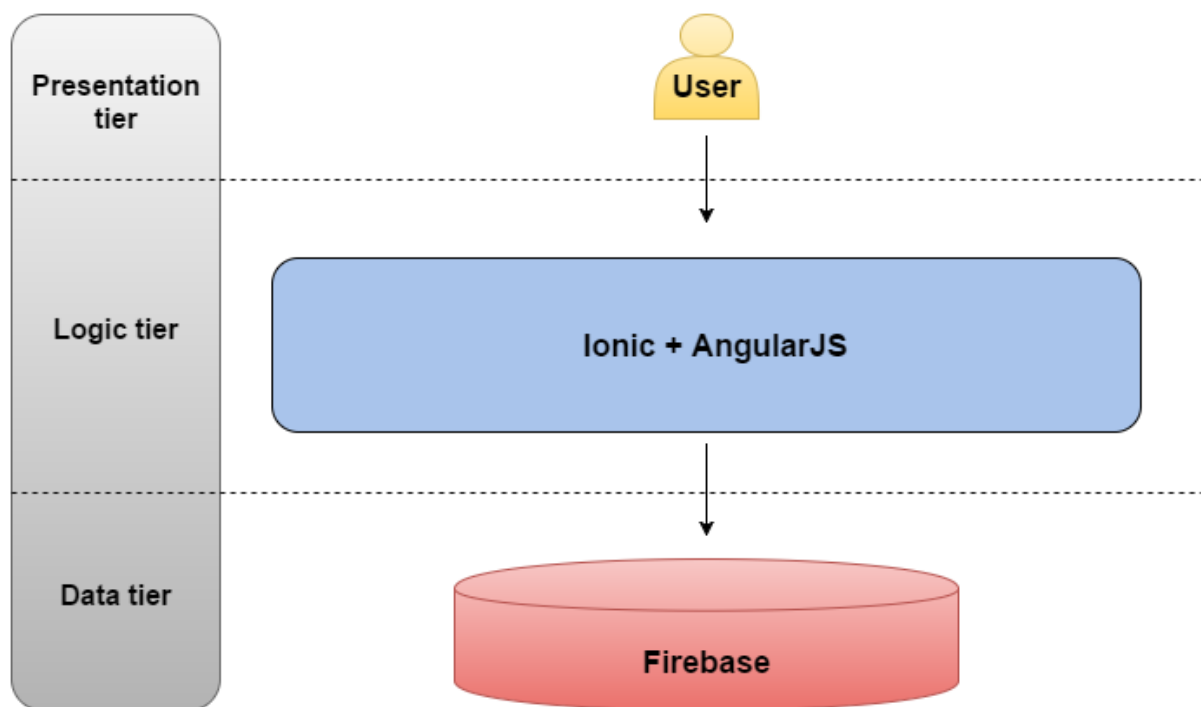 Presentation
tier
User
Logic tier
Ionic + AngularJS
Data tier
Firebase